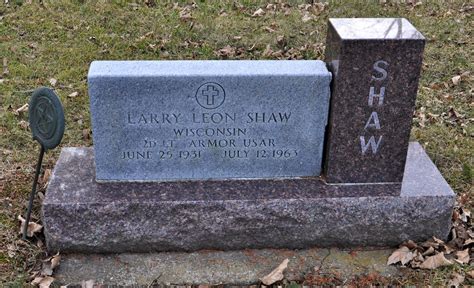 LARRY LEON SHAW
WISCONSIN
2D LT ARMOR USAR
JUNE 25 1931 JULY 12 1963
SHAW